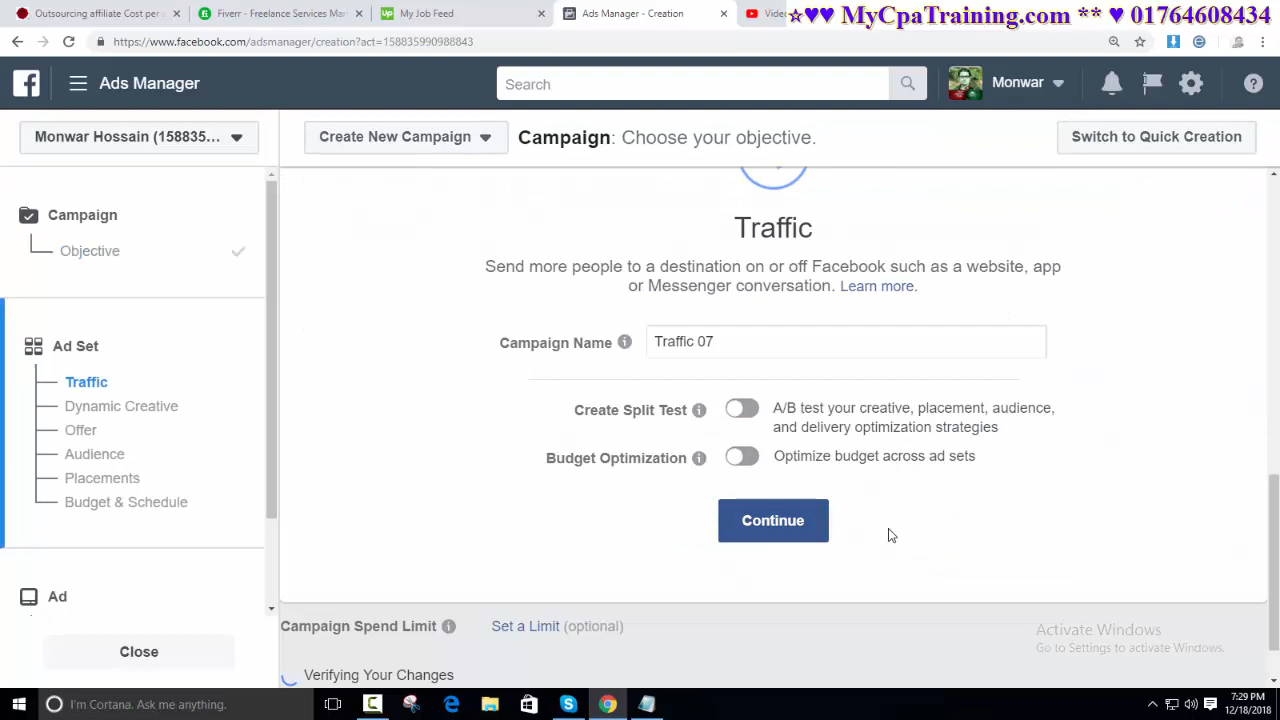 Outsourcing affiliate Cost per
Fiverr - Freelance Services Mar
My Job Feed
Ads Manager - Creation
Vide
☆♥♥ MyCpaTraining.com ** ♥ 01764608434
https://www.facebook.com/adsmanager/creation?act=158835990988843
Ads Manager
Search
Monwar
Monwar Hossain (158835...
Create New Campaign
Campaign: Choose your objective.
Switch to Quick Creation
Campaign
Objective
Ad Set
Traffic
Dynamic Creative
Offer
Audience
Placements
Budget & Schedule
Ad
Close
Traffic
Send more people to a destination on or off Facebook such as a website, app
or Messenger conversation. Learn more.
Campaign Name
Traffic 07
Create Split Test
A/B test your creative, placement, audience,
and delivery optimization strategies
Budget Optimization
Optimize budget across ad sets
Continue
Campaign Spend Limit
Set a Limit (optional)
Verifying Your Changes
Activate Windows
Go to Settings to activate Windows.
I'm Cortana. Ask me anything.
7:29 PM
12/18/2018